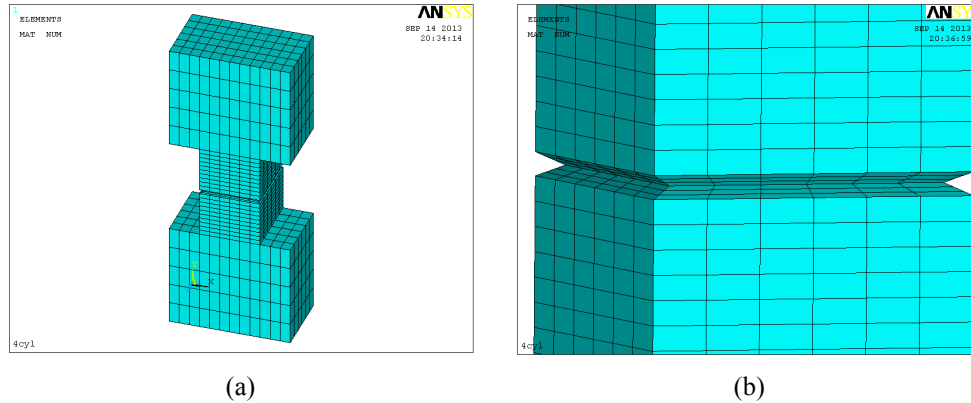 1
ELEMENTS
MAT NUM
ANSYS
SEP 14 2013
20:34:14
Y
X
4cyl
(a)
ELEMENTS
MAT NUM
ANSYS
SEP 14 2013
20:36:59
4cyl
(b)